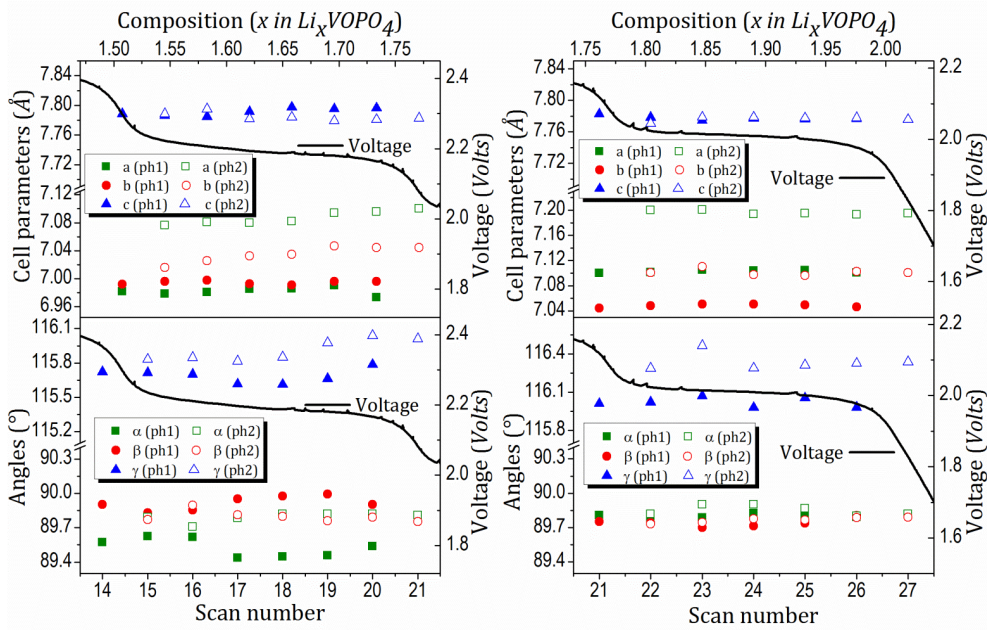 Composition (x in LixVOPO4)
1.50 1.55 1.60 1.65 1.70 1.75
Cell parameters (Å)
7.84
7.80
7.76
7.72
7.12
7.08
7.04
7.00
6.96
2.4
2.2
2.0
1.8
Voltage (Volts)
Voltage
a (ph1) a (ph2)
b (ph1) b (ph2)
c (ph1) c (ph2)
Angles (°)
116.1
115.8
115.5
115.2
90.3
90.0
89.7
89.4
2.4
2.2
2.0
1.8
Voltage (Volts)
Voltage
α (ph1) α (ph2)
β (ph1) β (ph2)
γ (ph1) γ (ph2)
14 15 16 17 18 19 20 21
Scan number
Composition (x in LixVOPO4)
1.75 1.80 1.85 1.90 1.95 2.00
Cell parameters (Å)
7.84
7.80
7.76
7.72
7.20
7.16
7.12
7.08
7.04
2.2
2.0
1.8
1.6
Voltage (Volts)
Voltage
a (ph1) a (ph2)
b (ph1) b (ph2)
c (ph1) c (ph2)
Angles (°)
116.4
116.1
115.8
90.3
90.0
89.7
89.4
2.2
2.0
1.8
1.6
Voltage (Volts)
Voltage
α (ph1) α (ph2)
β (ph1) β (ph2)
γ (ph1) γ (ph2)
21 22 23 24 25 26 27
Scan number